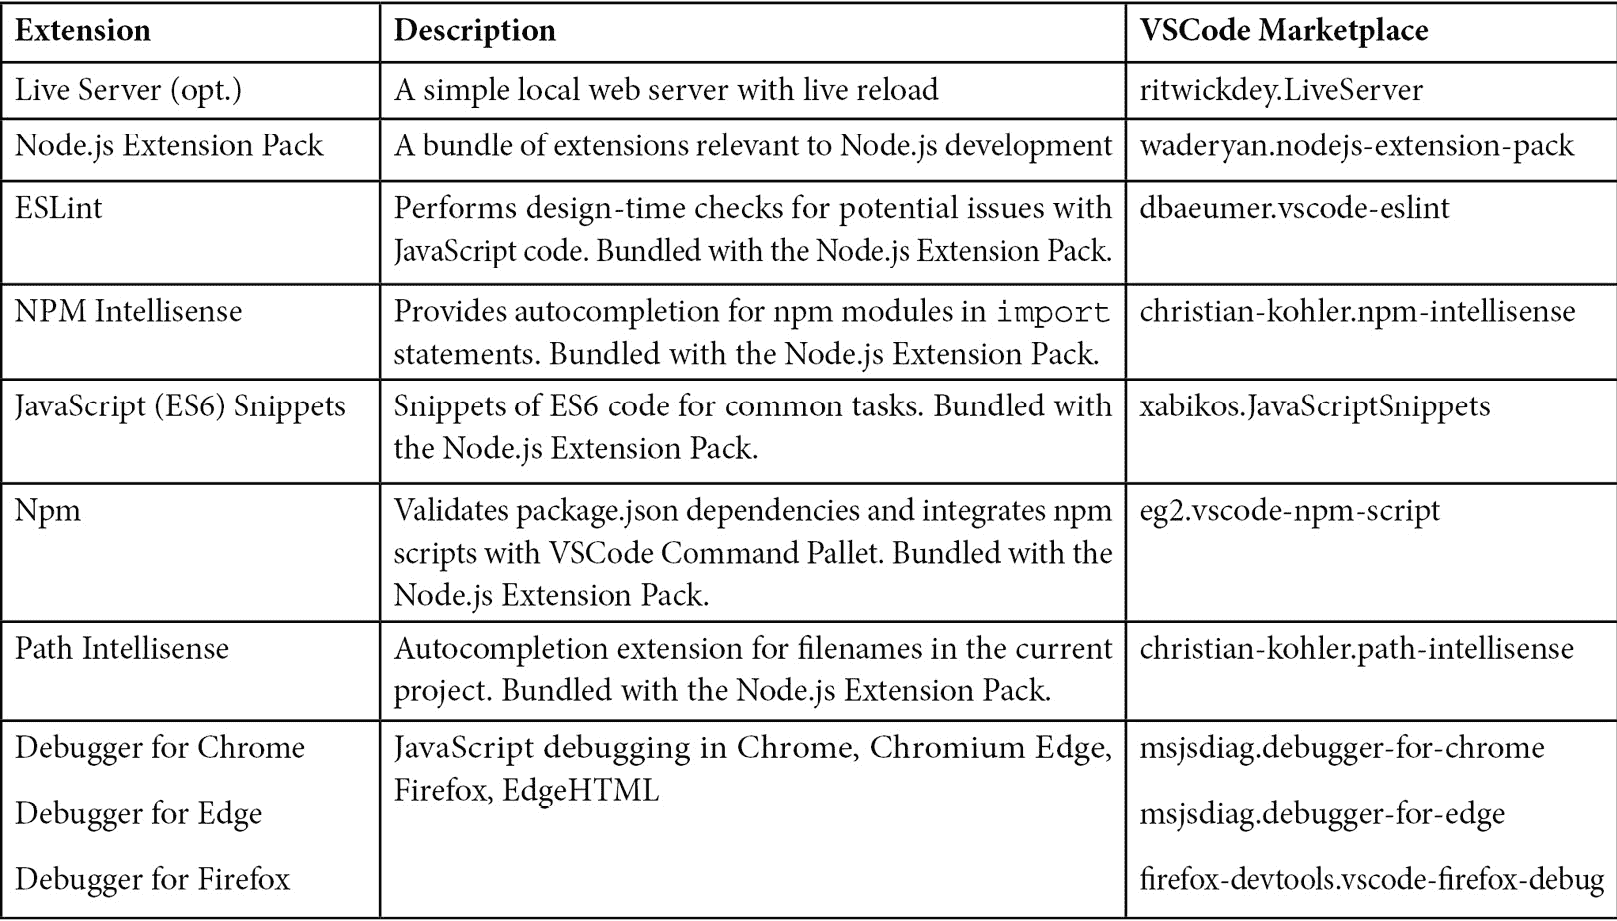 Extension Description VSCode Marketplace
Live Server (opt.) A simple local web server with live reload ritwickdey.LiveServer
Node.js Extension Pack A bundle of extensions relevant to Node.js development waderyan.nodejs-extension-pack
ESLint Performs design-time checks for potential issues with dbaeumer.vscode-eslint
JavaScript code. Bundled with the Node.js Extension Pack.
NPM Intellisense Provides autocompletion for npm modules in import christian-kohler.npm-intellisense
statements. Bundled with the Node.js Extension Pack.
JavaScript (ES6) Snippets Snippets of ES6 code for common tasks. Bundled with xabikos.JavaScriptSnippets
the Node.js Extension Pack.
Npm Validates package.json dependencies and integrates npm eg2.vscode-npm-script
scripts with VSCode Command Pallet. Bundled with the
Node.js Extension Pack.
Path Intellisense Autocompletion extension for filenames in the current christian-kohler.path-intellisense
project. Bundled with the Node.js Extension Pack.
Debugger for Chrome JavaScript debugging in Chrome, Chromium Edge, msjsdiag.debugger-for-chrome
Firefox, EdgeHTML
Debugger for Edge msjsdiag.debugger-for-edge
Debugger for Firefox firefox-devtools.vscode-firefox-debug